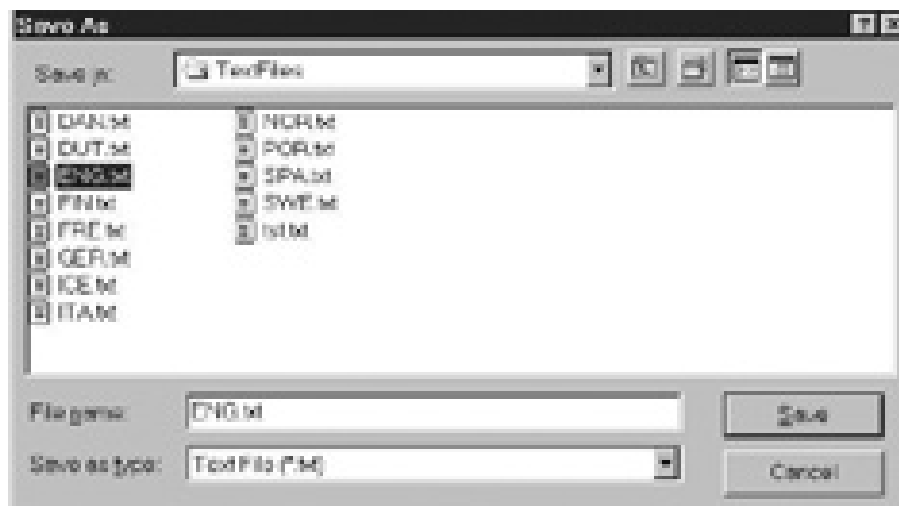 Save As
Save in: TextFiles
DAN.txt
DUT.txt
ENG.txt
FIN.txt
FRE.txt
GER.txt
ICE.txt
ITA.txt
NOR.txt
POR.txt
SPA.txt
SWE.txt
File name: ENG.txt
Save
Save as type: Text File (*.txt)
Cancel